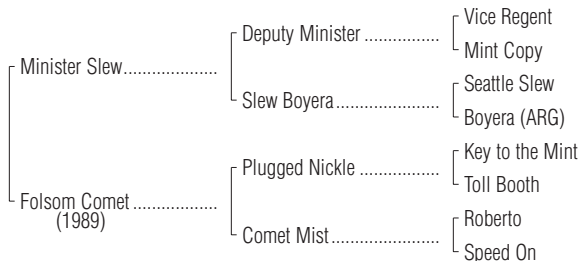 Vice Regent
Deputy Minister ................
Mint Copy
Minister Slew....................
Seattle Slew
Slew Boyera......................
Boyera (ARG)
Key to the Mint
Plugged Nickle .................
Toll Booth
Folsom Comet ..................
(1989)
Roberto
Comet Mist.......................
Speed On